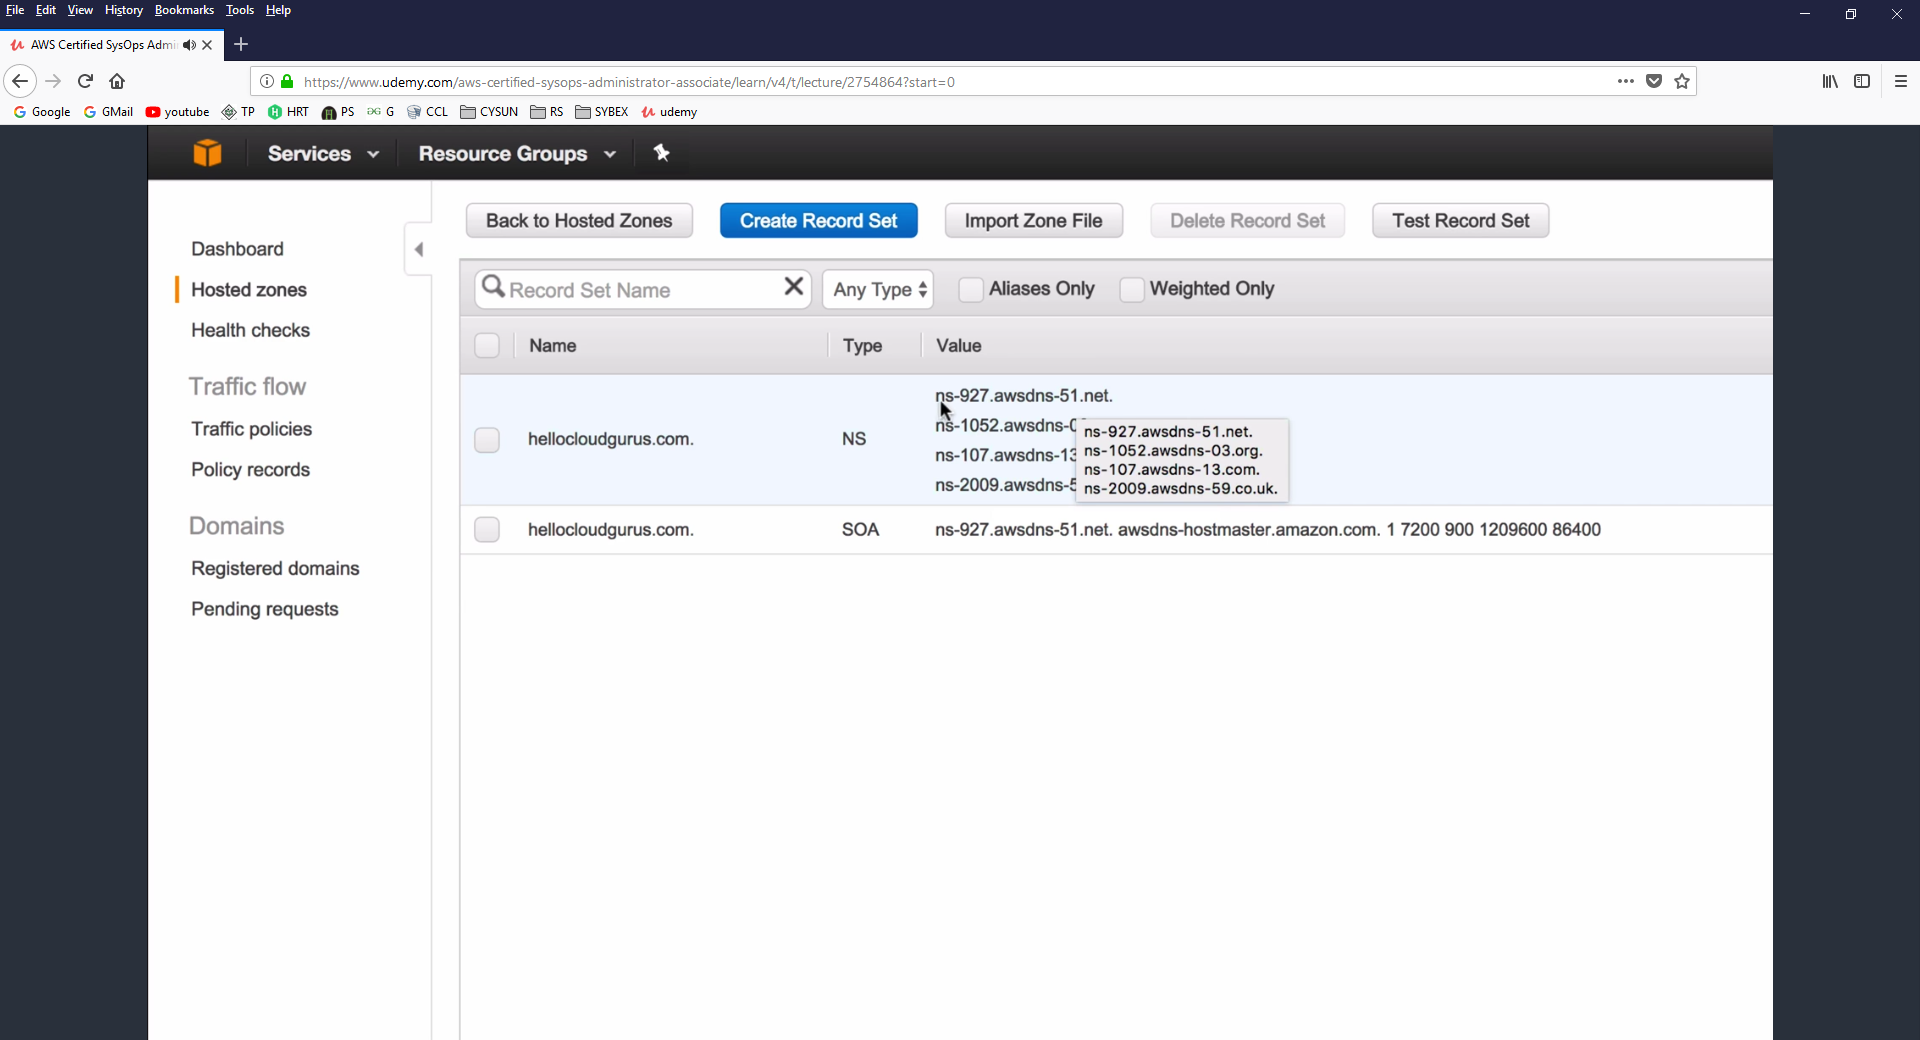 File Edit View History Bookmarks Tools Help
AWS Certified SysOps Admi
https://www.udemy.com/aws-certified-sysops-administrator-associate/learn/v4/t/lecture/2754864?start=0
Google GMail youtube TP HRT PS G CCL CYSUN RS SYBEX udemy
Services Resource Groups
Back to Hosted Zones Create Record Set Import Zone File Delete Record Set Test Record Set
Dashboard
Hosted zones
Health checks
Traffic flow
Traffic policies
Policy records
Domains
Registered domains
Pending requests
Record Set Name Any Type Aliases Only Weighted Only
Name Type Value
hellocloudgurus.com. NS
ns-927.awsdns-51.net.
ns-1052.awsdns-0
ns-107.awsdns-13
ns-2009.awsdns-5
ns-927.awsdns-51.net.
ns-1052.awsdns-03.org.
ns-107.awsdns-13.com.
ns-2009.awsdns-59.co.uk.
hellocloudgurus.com. SOA ns-927.awsdns-51.net. awsdns-hostmaster.amazon.com. 1 7200 900 1209600 86400